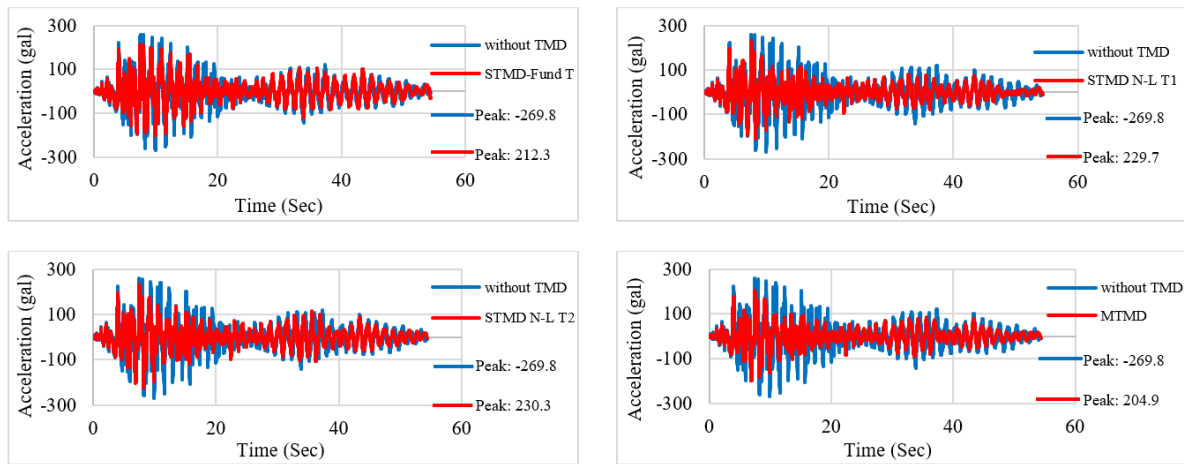 Acceleration (gal)
300
100
-100
-300
0
20
40
60
Time (Sec)
without TMD
STMD-Fund T
Peak: -269.8
Peak: 212.3
Acceleration (gal)
300
100
-100
-300
0
20
40
60
Time (Sec)
without TMD
STMD N-L T1
Peak: -269.8
Peak: 229.7
Acceleration (gal)
300
100
-100
-300
0
20
40
60
Time (Sec)
without TMD
STMD N-L T2
Peak: -269.8
Peak: 230.3
Acceleration (gal)
300
100
-100
-300
0
20
40
60
Time (Sec)
without TMD
MTMD
Peak: -269.8
Peak: 204.9